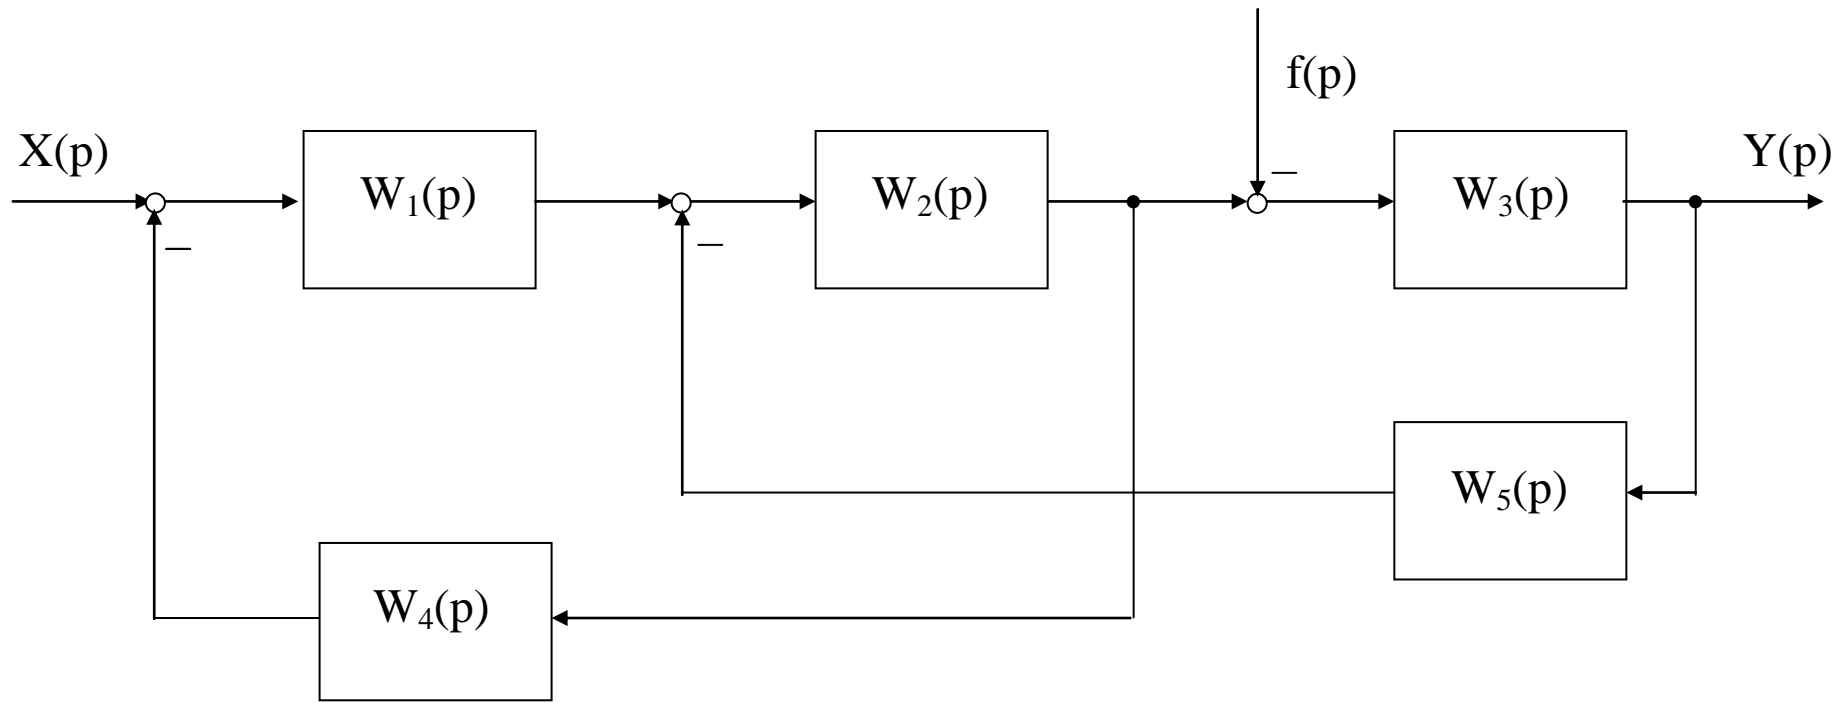 f(p)
X(p)
W₁(p)
W₂(p)
W₃(p)
Y(p)
W₅(p)
W₄(p)